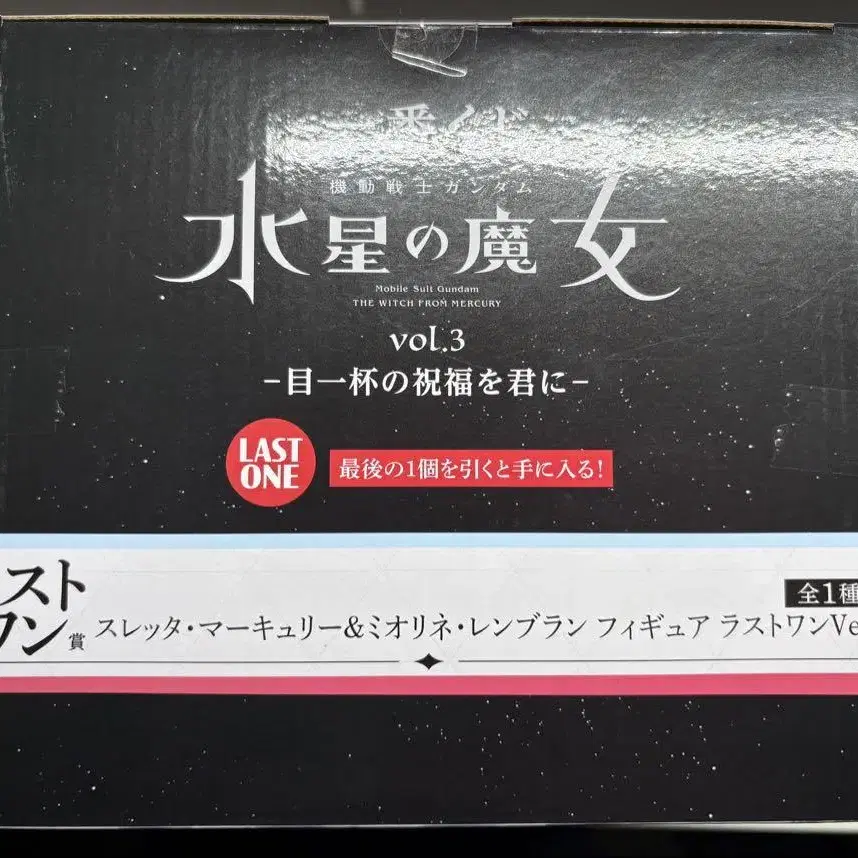 一番くじ
機動戦士ガンダム
水星の魔女
Mobile Suit Gundam
THE WITCH FROM MERCURY
vol.3
–目一杯の祝福を君に–
LAST
ONE
最後の1個を引くと手に入る!
スト
ワン賞
全1種
スレッタ・マーキュリー&ミオリネ・レンブラン フィギュア ラストワンVe